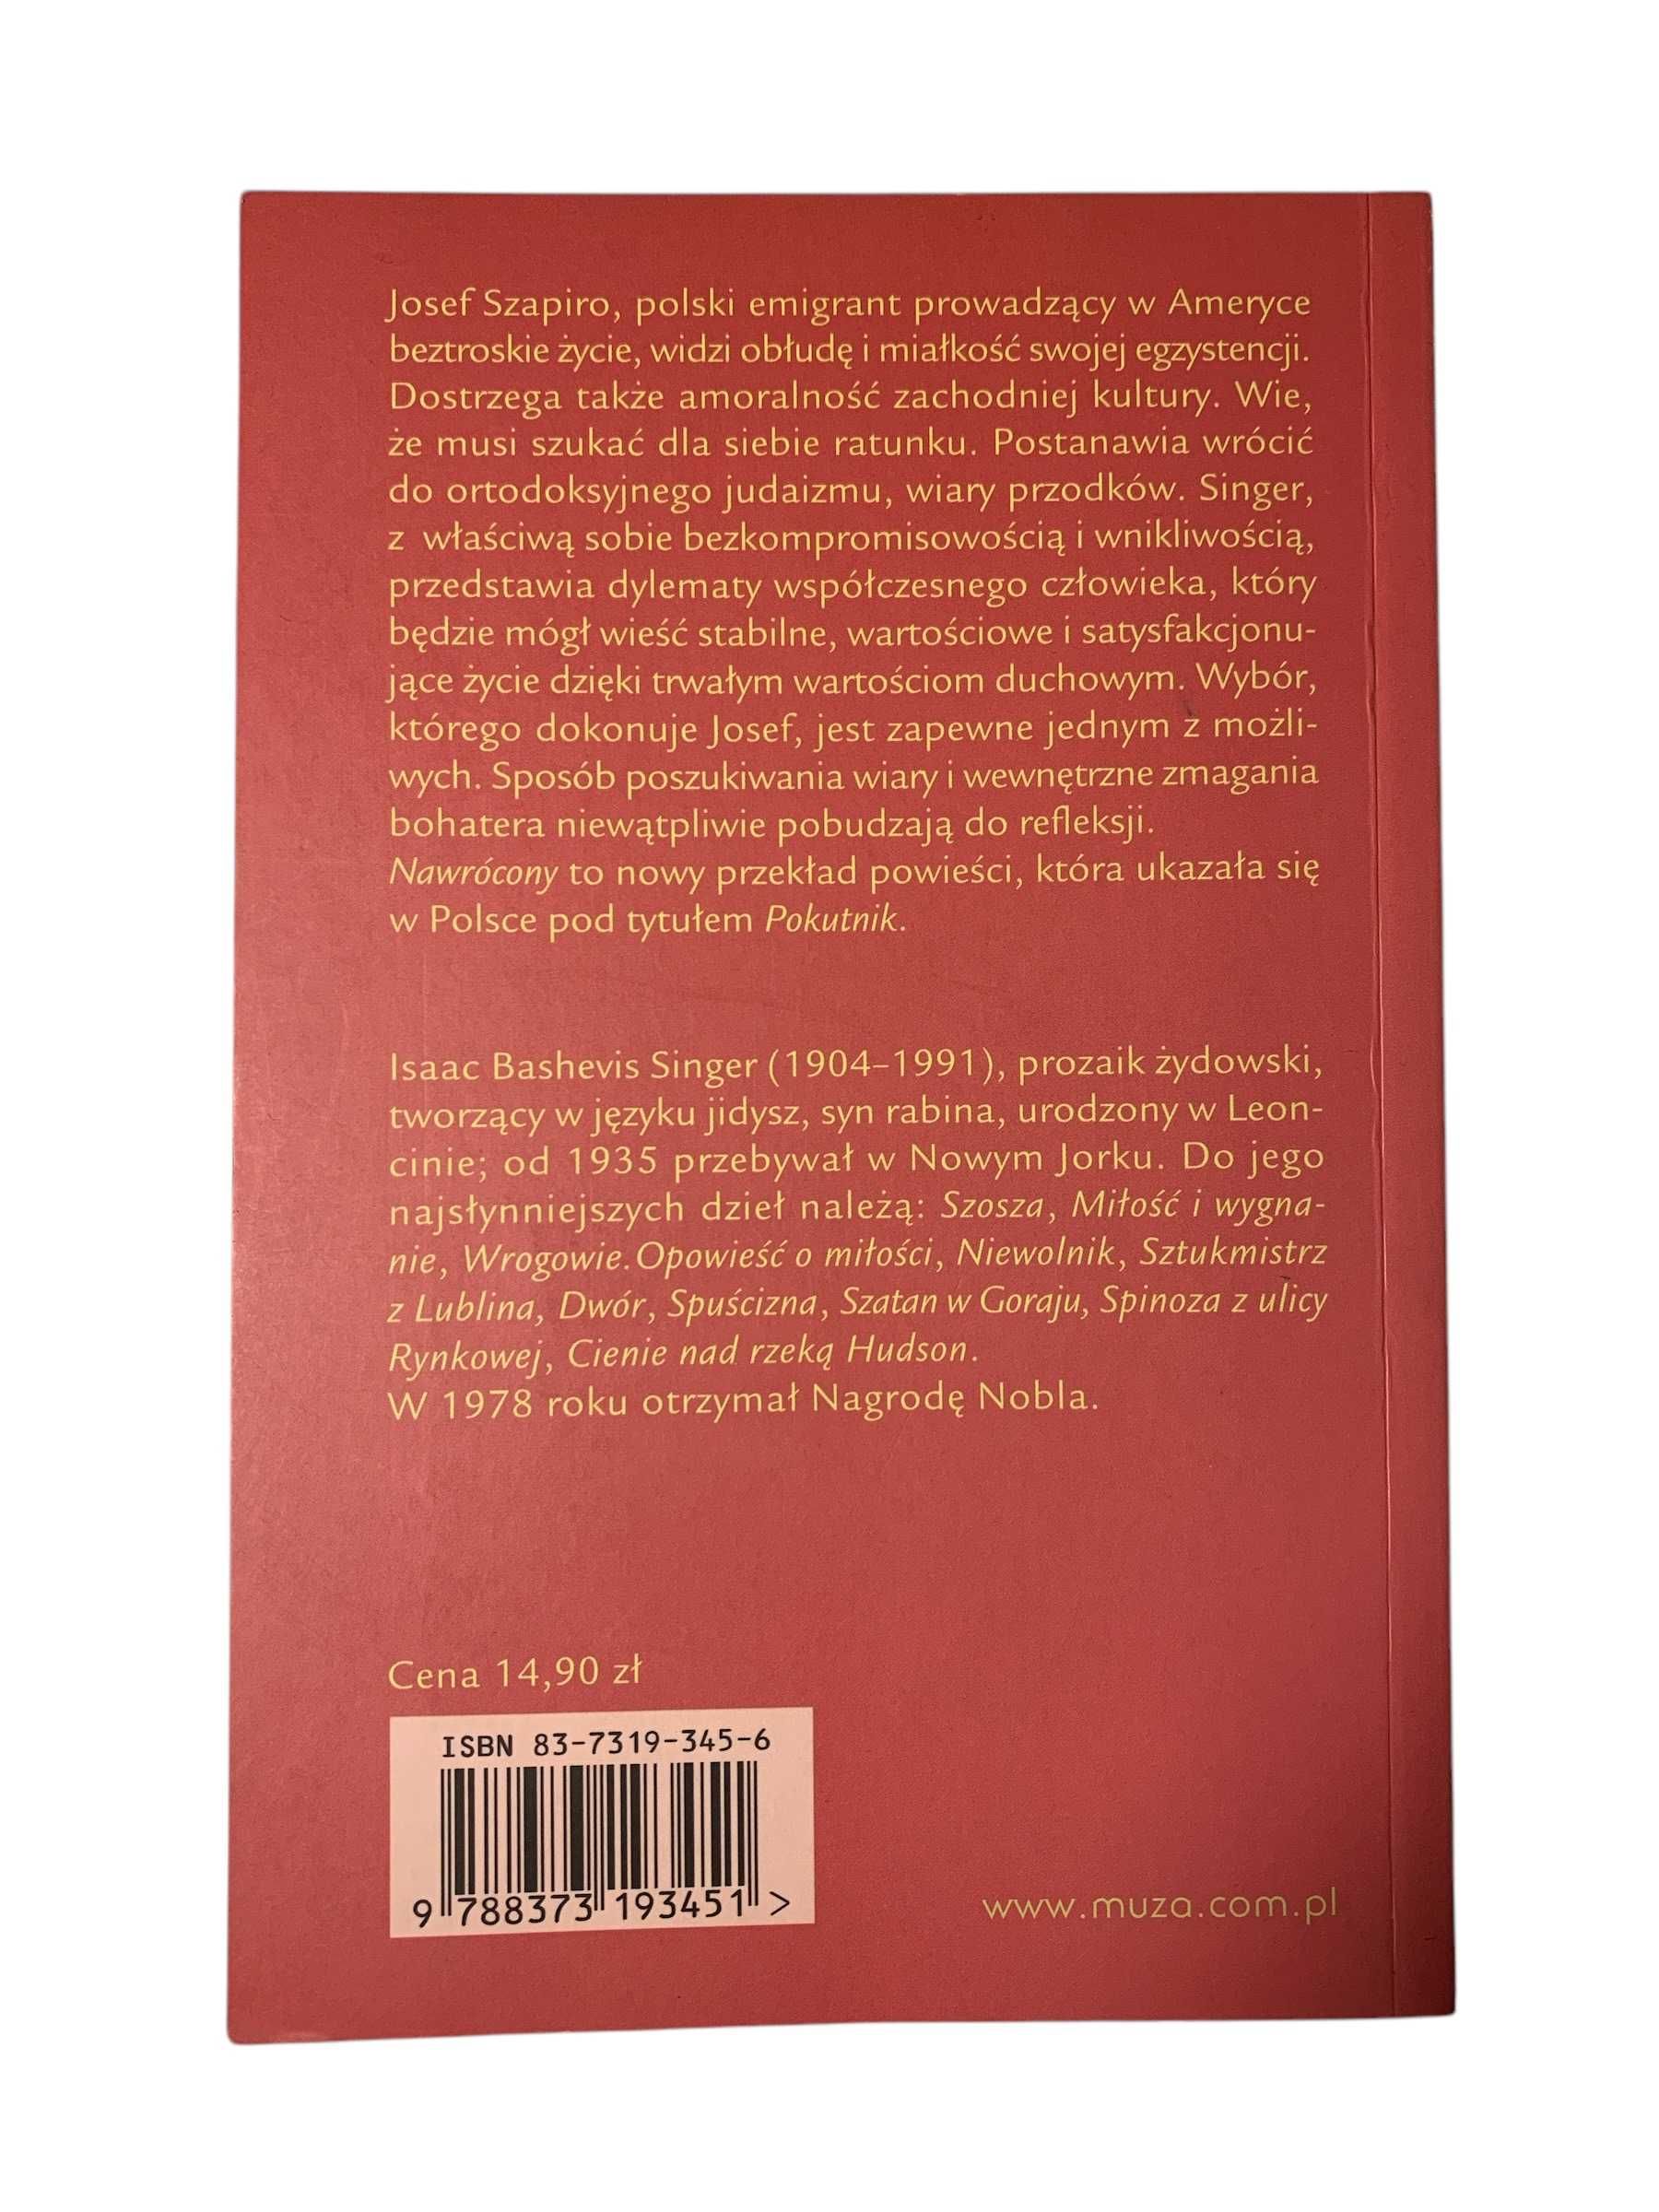 Josef Szapiro, polski emigrant prowadzący w Ameryce
beztroskie życie, widzi obłudę i miałkość swojej egzystencji.
Dostrzega także amoralność zachodniej kultury. Wie,
że musi szukać dla siebie ratunku. Postanawia wrócić
do ortodoksyjnego judaizmu, wiary przodków. Singer,
z właściwą sobie bezkompromisowością i wnikliwością,
przedstawia dylematy współczesnego człowieka, który
będzie mógł wieść stabilne, wartościowe i satysfakcjonu-
jące życie dzięki trwałym wartościom duchowym. Wybór,
którego dokonuje Josef, jest zapewne jednym z możli-
wych. Sposób poszukiwania wiary i wewnętrzne zmagania
bohatera niewątpliwie pobudzają do refleksji.
Nawrócony to nowy przekład powieści, która ukazała się
w Polsce pod tytułem Pokutnik.
Isaac Bashevis Singer (1904–1991), prozaik żydowski,
tworzący w języku jidysz, syn rabina, urodzony w Leon-
cinie; od 1935 przebywał w Nowym Jorku. Do jego
najsłynniejszych dzieł należą: Szosza, Miłość i wygna-
nie, Wrogowie. Opowieść o miłości, Niewolnik, Sztukmistrz
z Lublina, Dwór, Spuścizna, Szatan w Goraju, Spinoza z ulicy
Rynkowej, Cienie nad rzeką Hudson.
W 1978 roku otrzymał Nagrodę Nobla.
Cena 14,90 zł
ISBN 83-7319-345-6
9 788373 193451 >
www.muza.com.pl